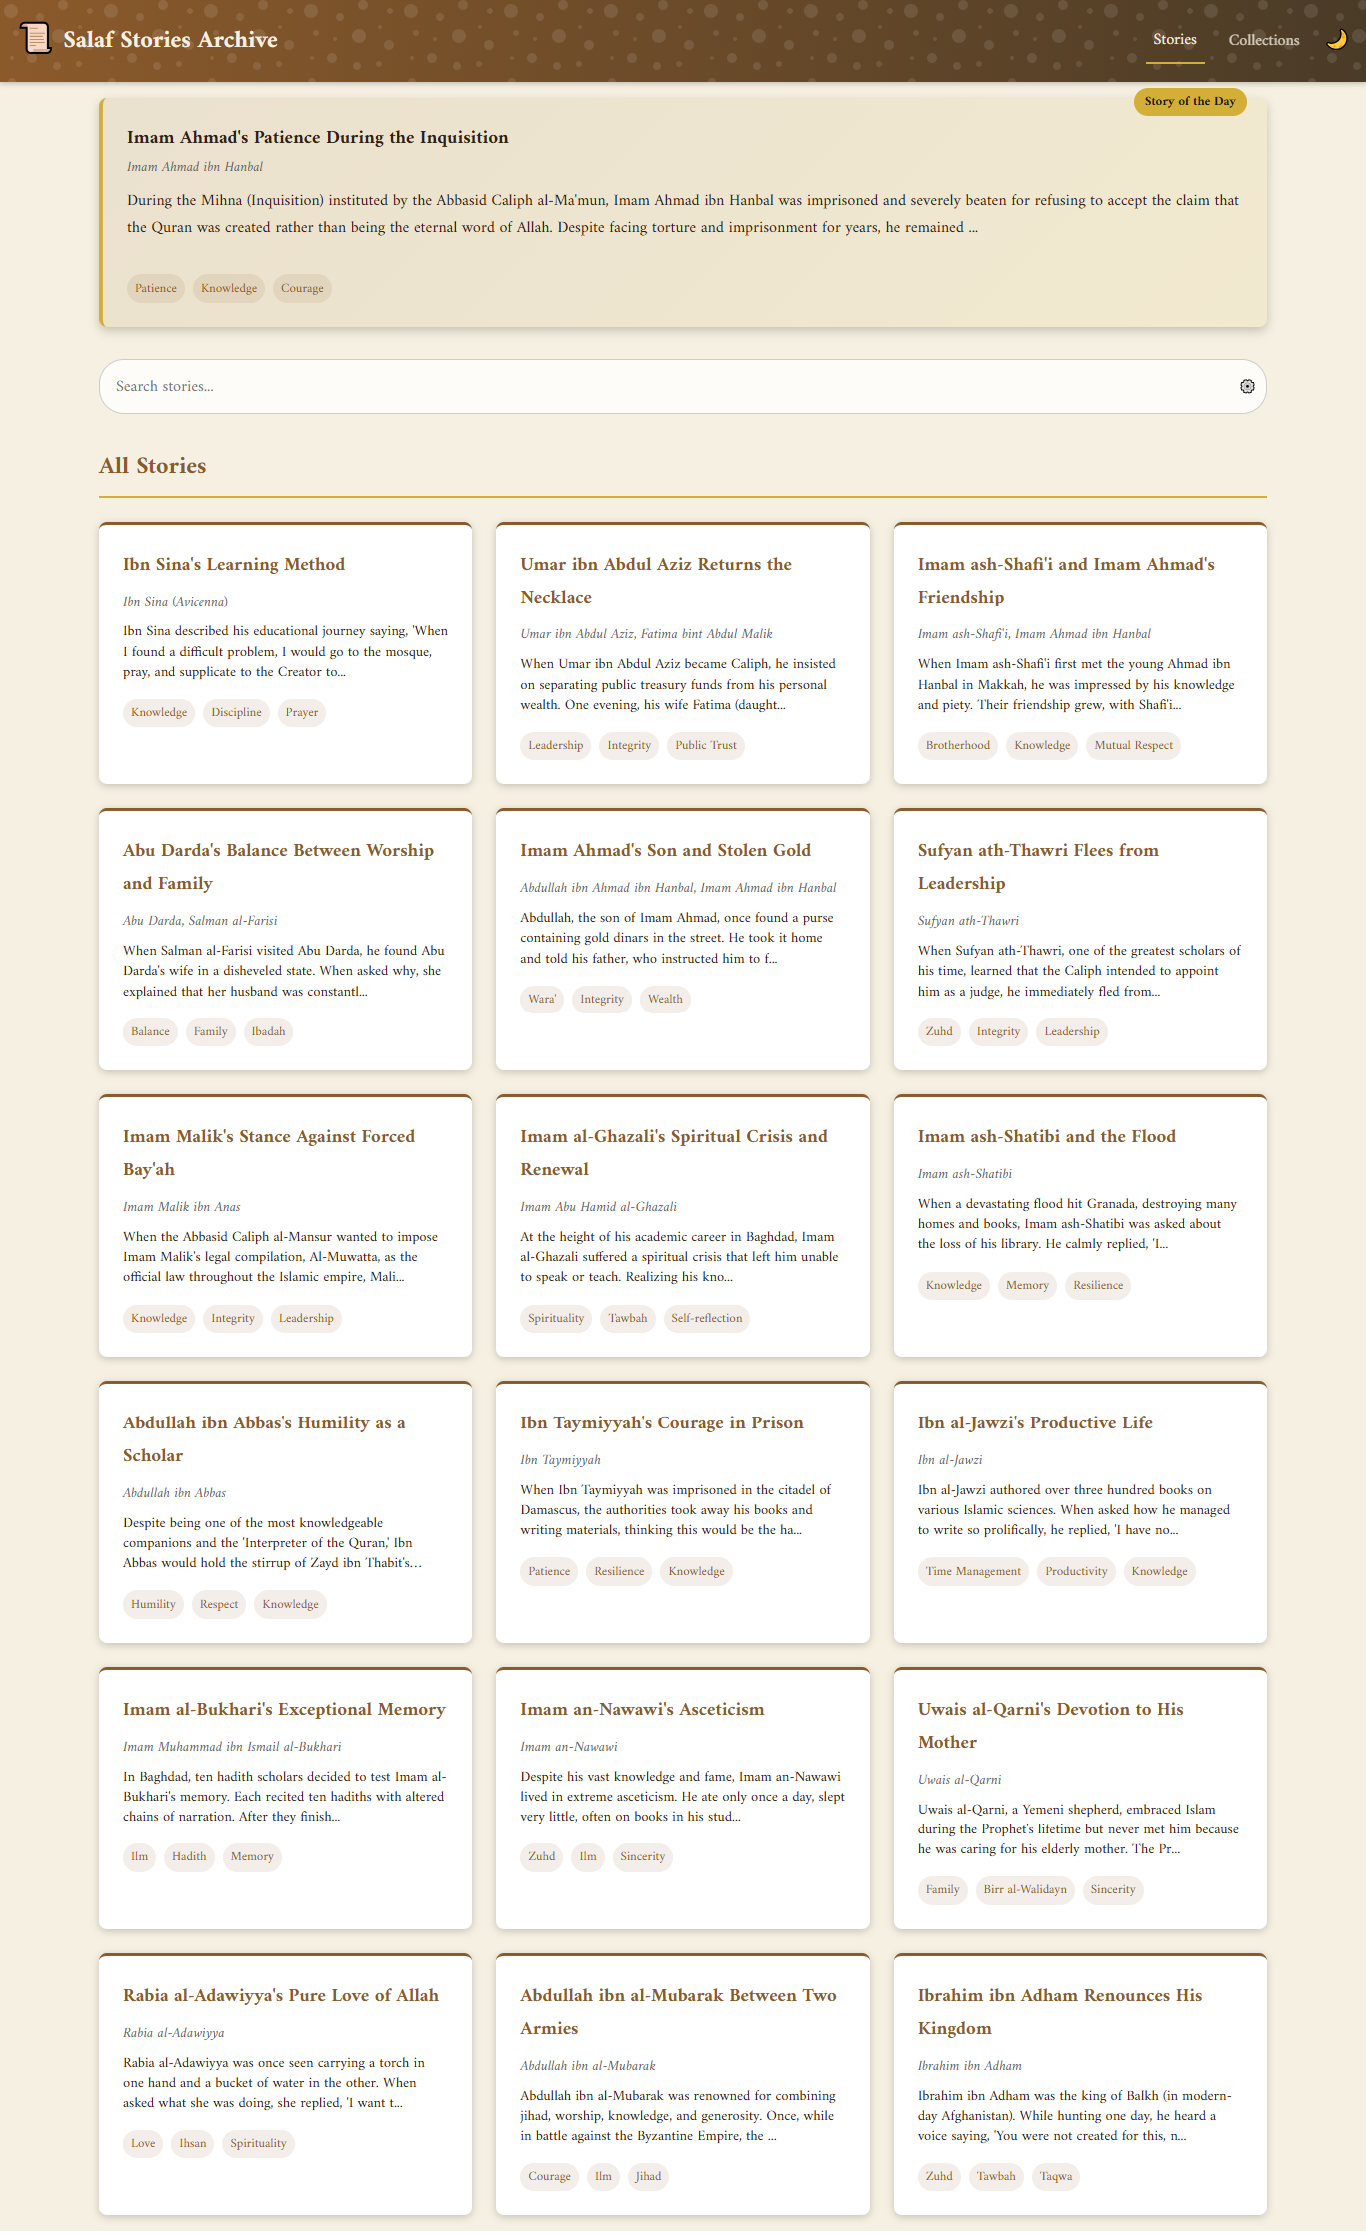 Salaf Stories Archive
Stories
Collections
Story of the Day
Imam Ahmad's Patience During the Inquisition
Imam Ahmad ibn Hanbal
During the Mihna (Inquisition) instituted by the Abbasid Caliph al-Ma'mun, Imam Ahmad ibn Hanbal was imprisoned and severely beaten for refusing to accept the claim that
the Quran was created rather than being the eternal word of Allah. Despite facing torture and imprisonment for years, he remained ...
Patience
Knowledge
Courage
Search stories...
All Stories
Ibn Sina's Learning Method
Ibn Sina (Avicenna)
Ibn Sina described his educational journey saying, 'When
I found a difficult problem, I would go to the mosque,
pray, and supplicate to the Creator to...
Knowledge
Discipline
Prayer
Umar ibn Abdul Aziz Returns the
Necklace
Umar ibn Abdul Aziz, Fatima bint Abdul Malik
When Umar ibn Abdul Aziz became Caliph, he insisted
on separating public treasury funds from his personal
wealth. One evening, his wife Fatima (daught...
Leadership
Integrity
Public Trust
Imam ash-Shafi'i and Imam Ahmad's
Friendship
Imam ash-Shafi'i, Imam Ahmad ibn Hanbal
When Imam ash-Shafi'i first met the young Ahmad ibn
Hanbal in Makkah, he was impressed by his knowledge
and piety. Their friendship grew, with Shafi'i...
Brotherhood
Knowledge
Mutual Respect
Abu Darda's Balance Between Worship
and Family
Abu Darda, Salman al-Farisi
When Salman al-Farisi visited Abu Darda, he found Abu
Darda's wife in a disheveled state. When asked why, she
explained that her husband was constantl...
Balance
Family
Ibadah
Imam Ahmad's Son and Stolen Gold
Abdullah ibn Ahmad ibn Hanbal, Imam Ahmad ibn Hanbal
Abdullah, the son of Imam Ahmad, once found a purse
containing gold dinars in the street. He took it home
and told his father, who instructed him to f...
Wara'
Integrity
Wealth
Sufyan ath-Thawri Flees from
Leadership
Sufyan ath-Thawri
When Sufyan ath-Thawri, one of the greatest scholars of
his time, learned that the Caliph intended to appoint
him as a judge, he immediately fled from...
Zuhd
Integrity
Leadership
Imam Malik's Stance Against Forced
Bay'ah
Imam Malik ibn Anas
When the Abbasid Caliph al-Mansur wanted to impose
Imam Malik's legal compilation, Al-Muwatta, as the
official law throughout the Islamic empire, Mali...
Knowledge
Integrity
Leadership
Imam al-Ghazali's Spiritual Crisis and
Renewal
Imam Abu Hamid al-Ghazali
At the height of his academic career in Baghdad, Imam
al-Ghazali suffered a spiritual crisis that left him unable
to speak or teach. Realizing his kno...
Spirituality
Tawbah
Self-reflection
Imam ash-Shatibi and the Flood
Imam ash-Shatibi
When a devastating flood hit Granada, destroying many
homes and books, Imam ash-Shatibi was asked about
the loss of his library. He calmly replied, 'I...
Knowledge
Memory
Resilience
Abdullah ibn Abbas's Humility as a
Scholar
Abdullah ibn Abbas
Despite being one of the most knowledgeable
companions and the 'Interpreter of the Quran,' Ibn
Abbas would hold the stirrup of Zayd ibn Thabit's...
Humility
Respect
Knowledge
Ibn Taymiyyah's Courage in Prison
Ibn Taymiyyah
When Ibn Taymiyyah was imprisoned in the citadel of
Damascus, the authorities took away his books and
writing materials, thinking this would be the ha...
Patience
Resilience
Knowledge
Ibn al-Jawzi's Productive Life
Ibn al-Jawzi
Ibn al-Jawzi authored over three hundred books on
various Islamic sciences. When asked how he managed
to write so prolifically, he replied, 'I have no...
Time Management
Productivity
Knowledge
Imam al-Bukhari's Exceptional Memory
Imam Muhammad ibn Ismail al-Bukhari
In Baghdad, ten hadith scholars decided to test Imam al-
Bukhari's memory. Each recited ten hadiths with altered
chains of narration. After they finish...
Ilm
Hadith
Memory
Imam an-Nawawi's Asceticism
Imam an-Nawawi
Despite his vast knowledge and fame, Imam an-Nawawi
lived in extreme asceticism. He ate only once a day, slept
very little, often on books in his stud...
Zuhd
Ilm
Sincerity
Uwais al-Qarni's Devotion to His
Mother
Uwais al-Qarni
Uwais al-Qarni, a Yemeni shepherd, embraced Islam
during the Prophet's lifetime but never met him because
he was caring for his elderly mother. The Pr...
Family
Birr al-Walidayn
Sincerity
Rabia al-Adawiyya's Pure Love of Allah
Rabia al-Adawiyya
Rabia al-Adawiyya was once seen carrying a torch in
one hand and a bucket of water in the other. When
asked what she was doing, she replied, 'I want t...
Love
Ihsan
Spirituality
Abdullah ibn al-Mubarak Between Two
Armies
Abdullah ibn al-Mubarak
Abdullah ibn al-Mubarak was renowned for combining
jihad, worship, knowledge, and generosity. Once, while
in battle against the Byzantine Empire, the ...
Courage
Ilm
Jihad
Ibrahim ibn Adham Renounces His
Kingdom
Ibrahim ibn Adham
Ibrahim ibn Adham was the king of Balkh (in modern-
day Afghanistan). While hunting one day, he heard a
voice saying, 'You were not created for this, n...
Zuhd
Tawbah
Taqwa